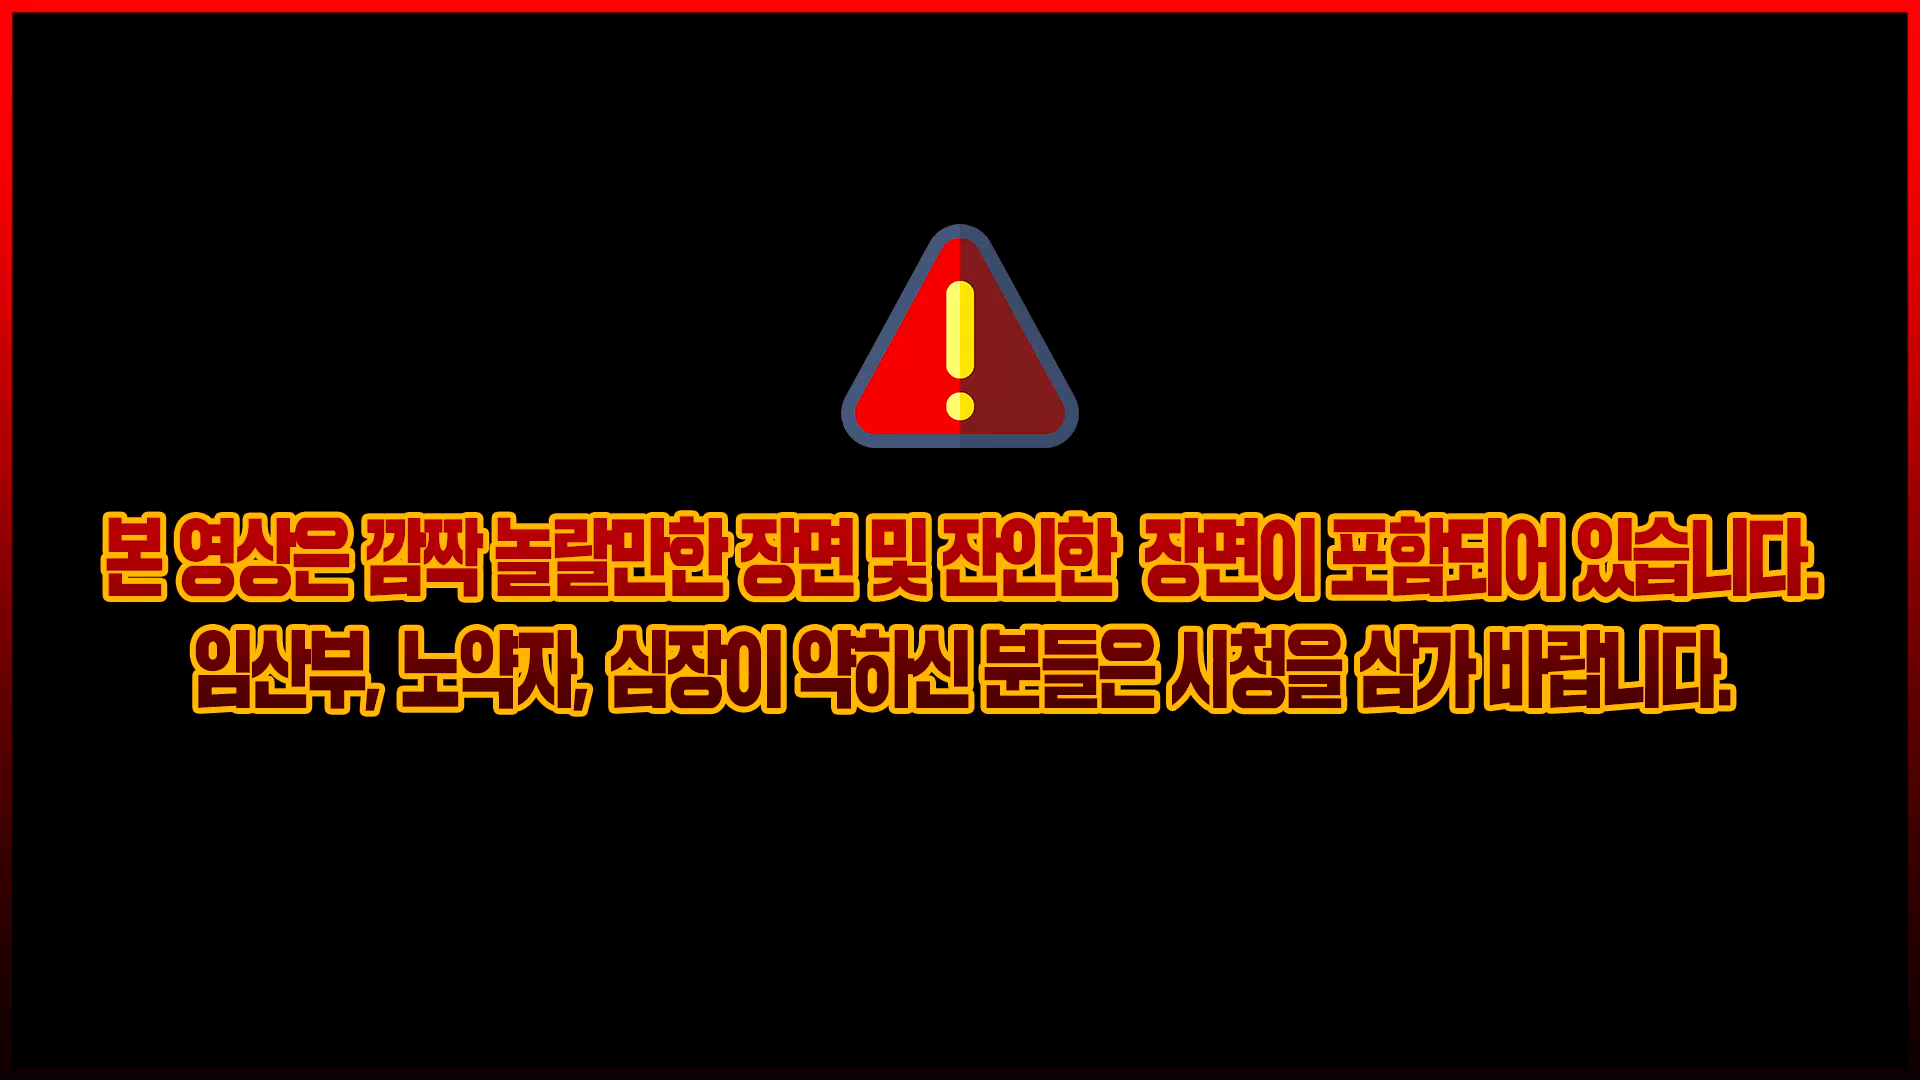 본 영상은 깜짝 놀랄만한 장면 및 잔인한 장면이 포함되어 있습니다.
임산부, 노약자, 심장이 약하신 분들은 시청을 삼가 바랍니다.